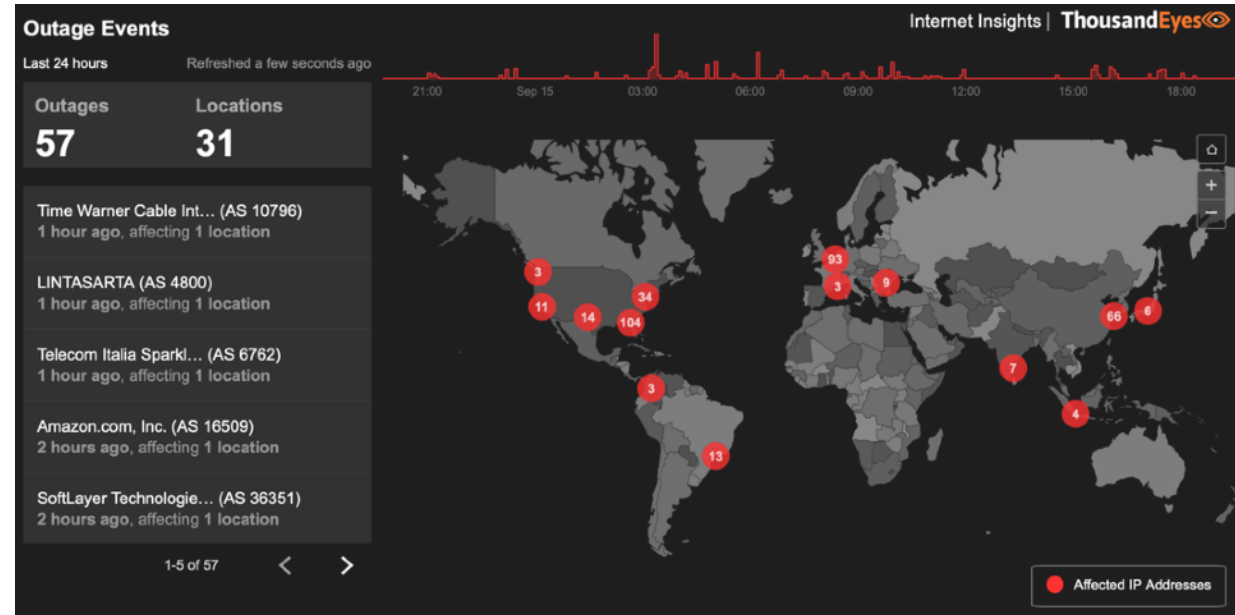 Outage Events
Internet Insights | ThousandEyes
Last 24 hours
Refreshed a few seconds ago
Outages
Locations
57
31
21:00
Sep 15
03:00
06:00
09:00
12:00
15:00
18:00
Time Warner Cable Int... (AS 10796)
1 hour ago, affecting 1 location
LINTASARTA (AS 4800)
1 hour ago, affecting 1 location
Telecom Italia Sparkl... (AS 6762)
1 hour ago, affecting 1 location
Amazon.com, Inc. (AS 16509)
2 hours ago, affecting 1 location
SoftLayer Technologie... (AS 36351)
2 hours ago, affecting 1 location
1-5 of 57
<
>
+
−
3
11
14
34
104
3
13
93
3
9
66
6
7
4
Affected IP Addresses